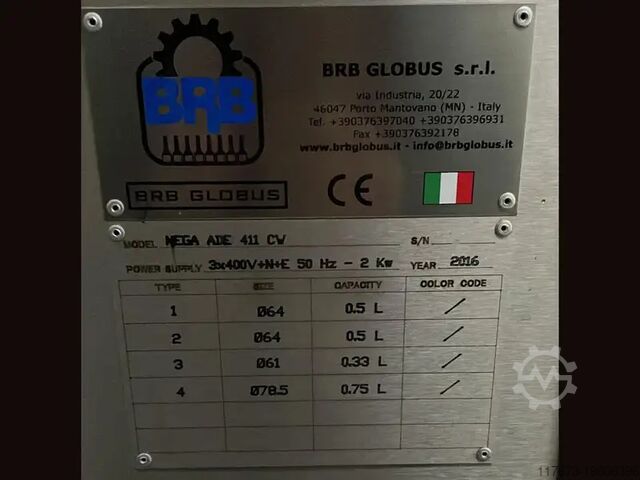 BRB
BRB GLOBUS
BRB GLOBUS s.r.l.
via Industria, 20/22
46047 Porto Mantovano (MN) - Italy
Tel. +390376397040 +390376396931
Fax +390376392178
www.brbglobus.it - info@brbglobus.it
CE
MODEL MEGA ADE 411 CW S/N
POWER SUPPLY 3x400V+N+E 50 Hz - 2 Kw YEAR 2016
TYPE SIZE CAPACITY COLOR CODE
1 Ø64 0.5 L /
2 Ø64 0.5 L /
3 Ø61 0.33 L /
4 Ø78.5 0.75 L /